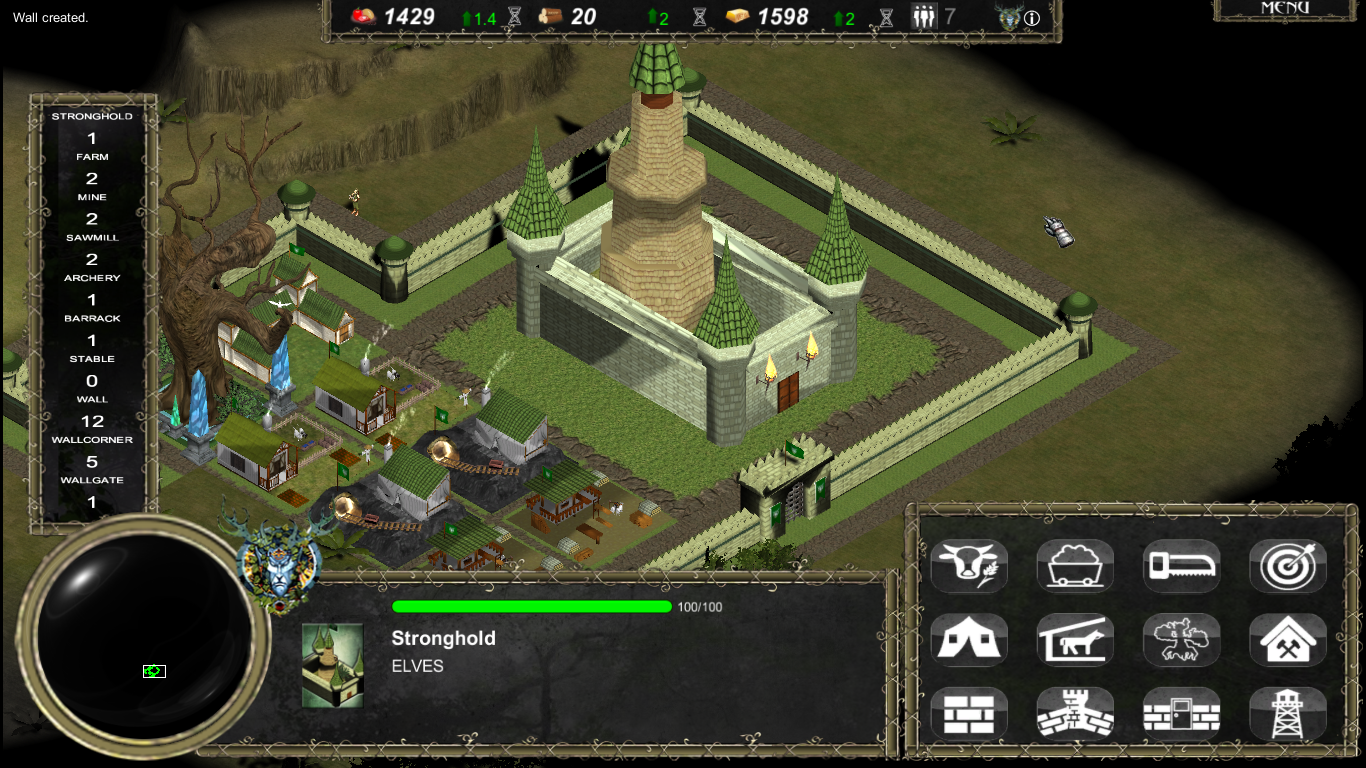 Wall created.
1429 1.4 20 2 1598 2 7
MENU
STRONGHOLD
1
FARM
2
MINE
2
SAWMILL
2
ARCHERY
1
BARRACK
1
STABLE
0
WALL
12
WALLCORNER
5
WALLGATE
1
100/100
Stronghold
ELVES